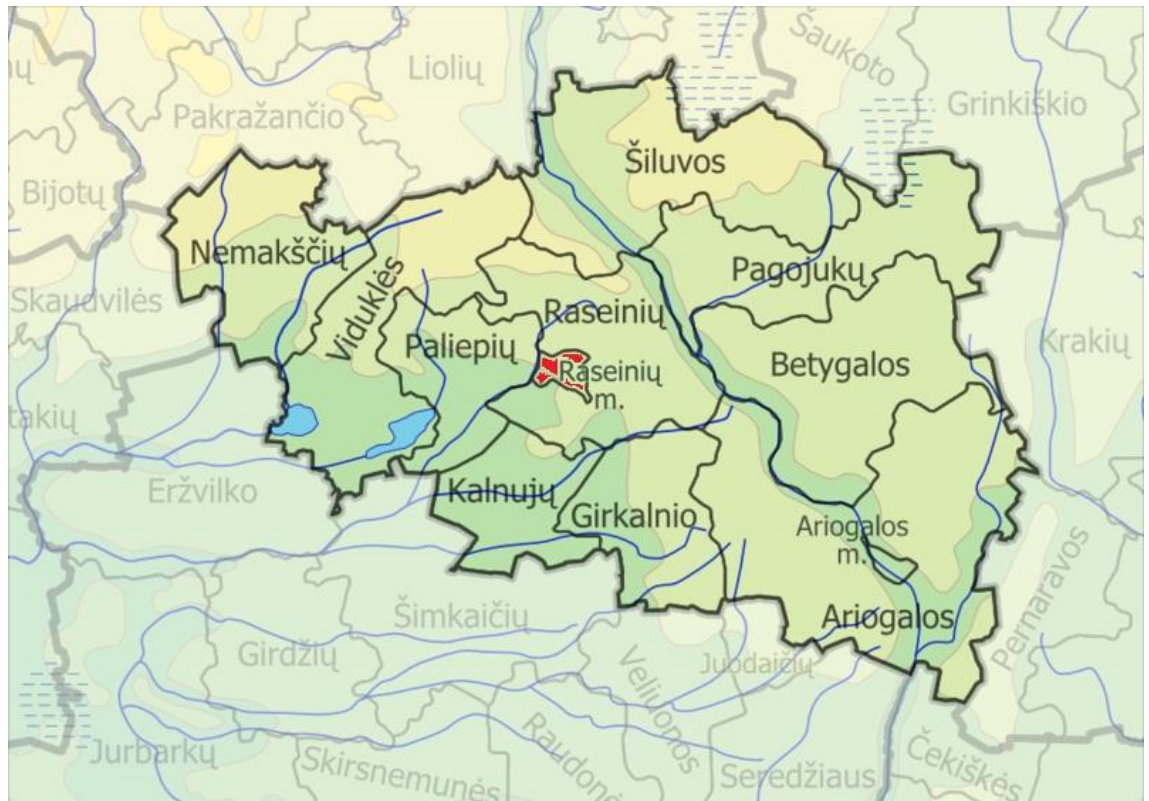 Šaukoto
Liolių
Grinkiškio
Pakražančio
Šiluvos
Bijotų
Nemakščių
Pagojukų
Skaudvilės
Viduklės
Raseinių
Krakių
Paliepių
Betygalos
Raseinių
m.
takių
Eržvilko
Kalnujų
Girkalnio
Ariogalos
m.
Pernaravos
Šimkaičių
Ariogalos
Girdžių
Juodaičių
Veliuonos
Jurbarkų
Raudonė
Skirsnemunės
Seredžiaus
Čekiškės